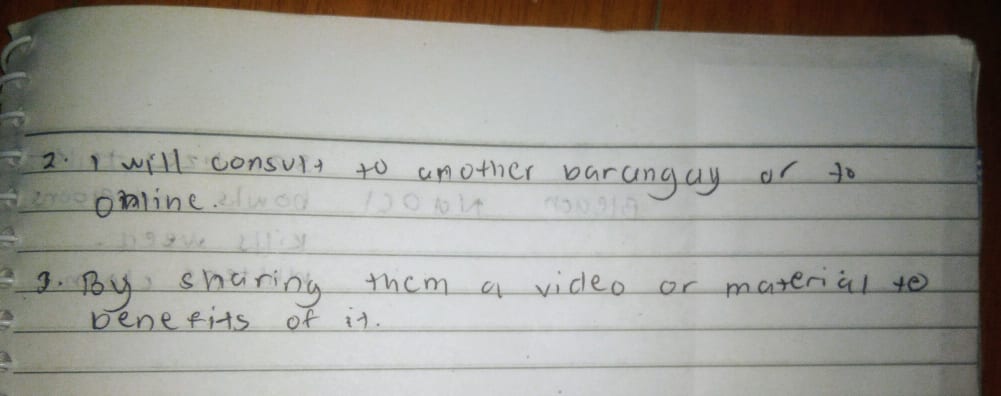 2. I will consult to another barangay or to
online.
3. By sharing them a video or material to
benefits of it.